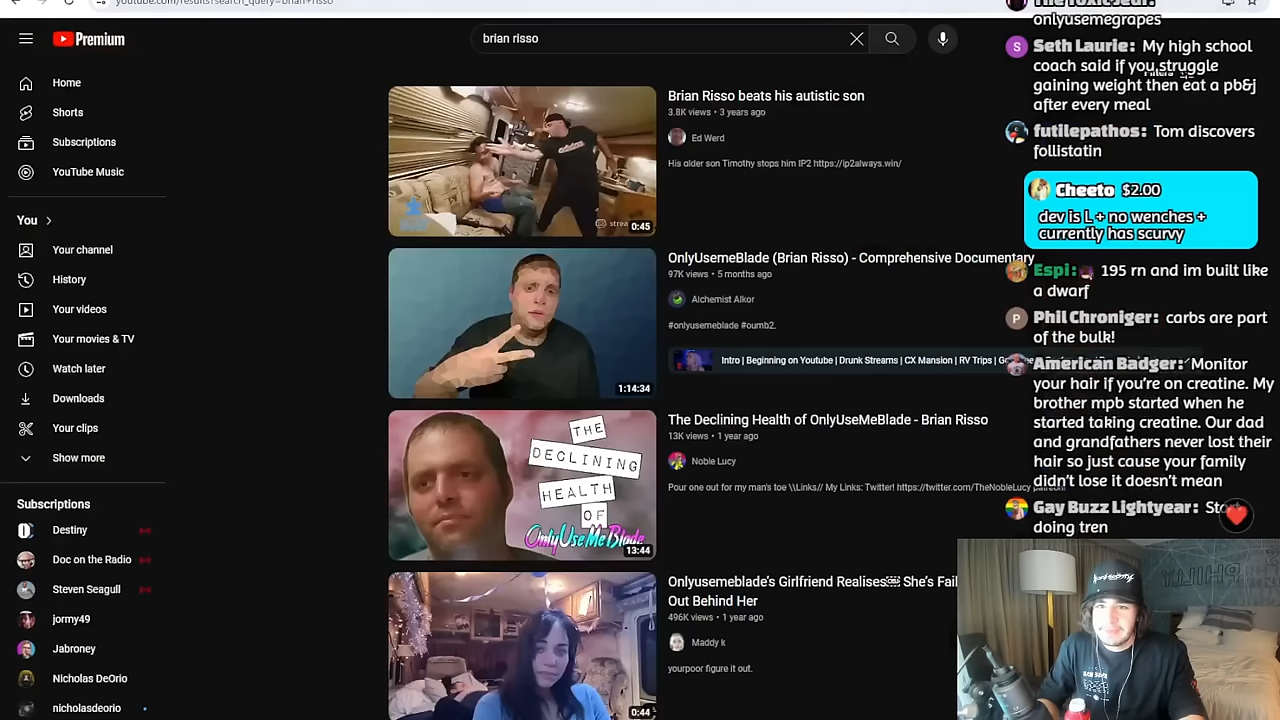 youtube.com/results?search_query=brian+risso
Premium
brian risso
Home
Shorts
Subscriptions
YouTube Music
You
Your channel
History
Your videos
Your movies & TV
Watch later
Downloads
Your clips
Show more
Subscriptions
Destiny
Doc on the Radio
Steven Seagull
jormy49
Jabroney
Nicholas DeOrio
nicholasdeorio
0:45
Brian Risso beats his autistic son
3.8K views • 3 years ago
Ed Werd
His older son Timothy stops him IP2 https://ip2always.win/
1:14:34
OnlyUsemeBlade (Brian Risso) - Comprehensive Documentary
97K views • 5 months ago
Alchemist Alkor
#onlyusemeblade #oumb2.
Intro | Beginning on Youtube | Drunk Streams | CX Mansion | RV Trips |
THE
DECLINING
HEALTH
OF
OnlyUseMeBlade
13:44
The Declining Health of OnlyUseMeBlade - Brian Risso
13K views • 1 year ago
Noble Lucy
Pour one out for my man's toe \\Links// My Links: Twitter! https://twitter.com/TheNobleLucy
0:44
Onlyusemeblade's Girlfriend Realises She's
Out Behind Her
496K views • 1 year ago
Maddy k
yourpoor figure it out.
onlyusemegrapes
Seth Laurie: My high school
coach said if you struggle
gaining weight then eat a pb&j
after every meal
futilepathos: Tom discovers
follistatin
Cheeto $2.00
dev is L + no wenches +
currently has scurvy
Espi: 195 rn and im built like
a dwarf
Phil Chroniger: carbs are part
of the bulk!
American Badger: Monitor
your hair if you're on creatine. My
brother mpb started when he
started taking creatine. Our dad
and grandfathers never lost their
hair so just cause your family
didn't lose it doesn't mean
Gay Buzz Lightyear: Start
doing tren
PHILLY